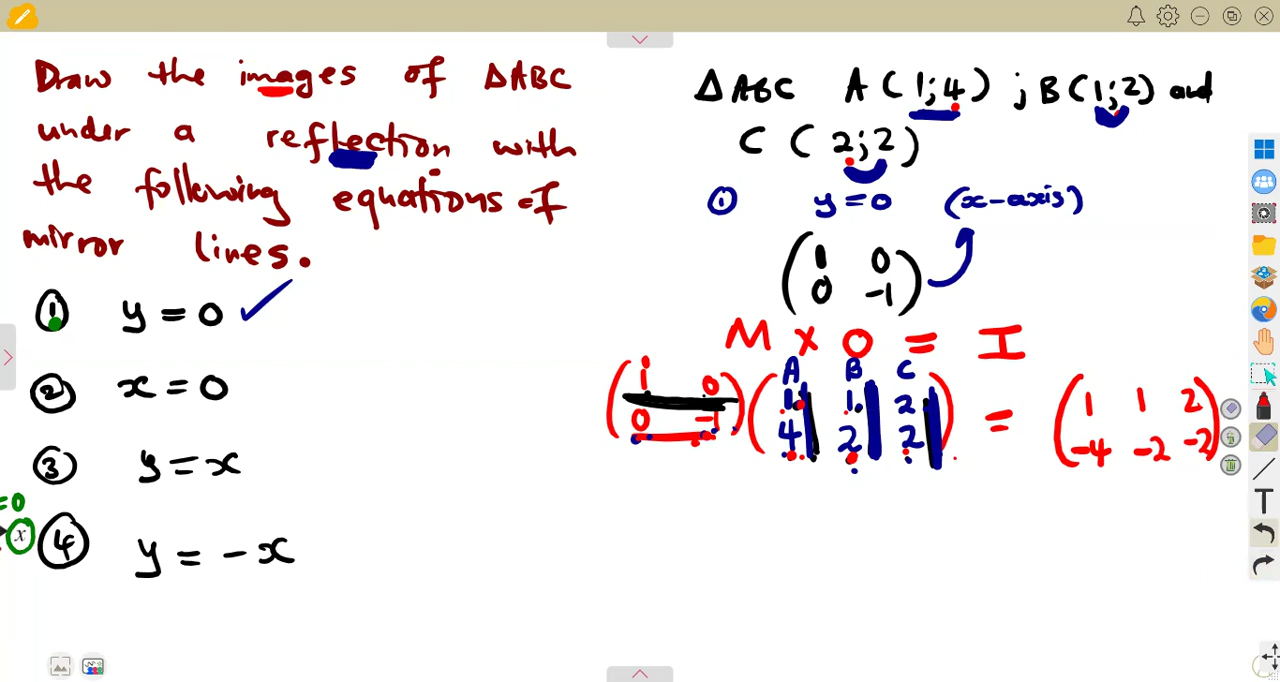 Draw the images of ΔABC
under a reflection with
the following equations of
mirror lines.
① y = 0 ✓
② x = 0
③ y = x
④ y = -x
= 0
x
ΔABC A(1;4) ; B(1;2) and
C (2;2)
① y = 0 (x-axis)
(1 0
0 -1)
M × O = I
A B C
(1 0 (1 1 2 = (1 1 2
0 -1) 4 2 2) -4 -2 -2)
T